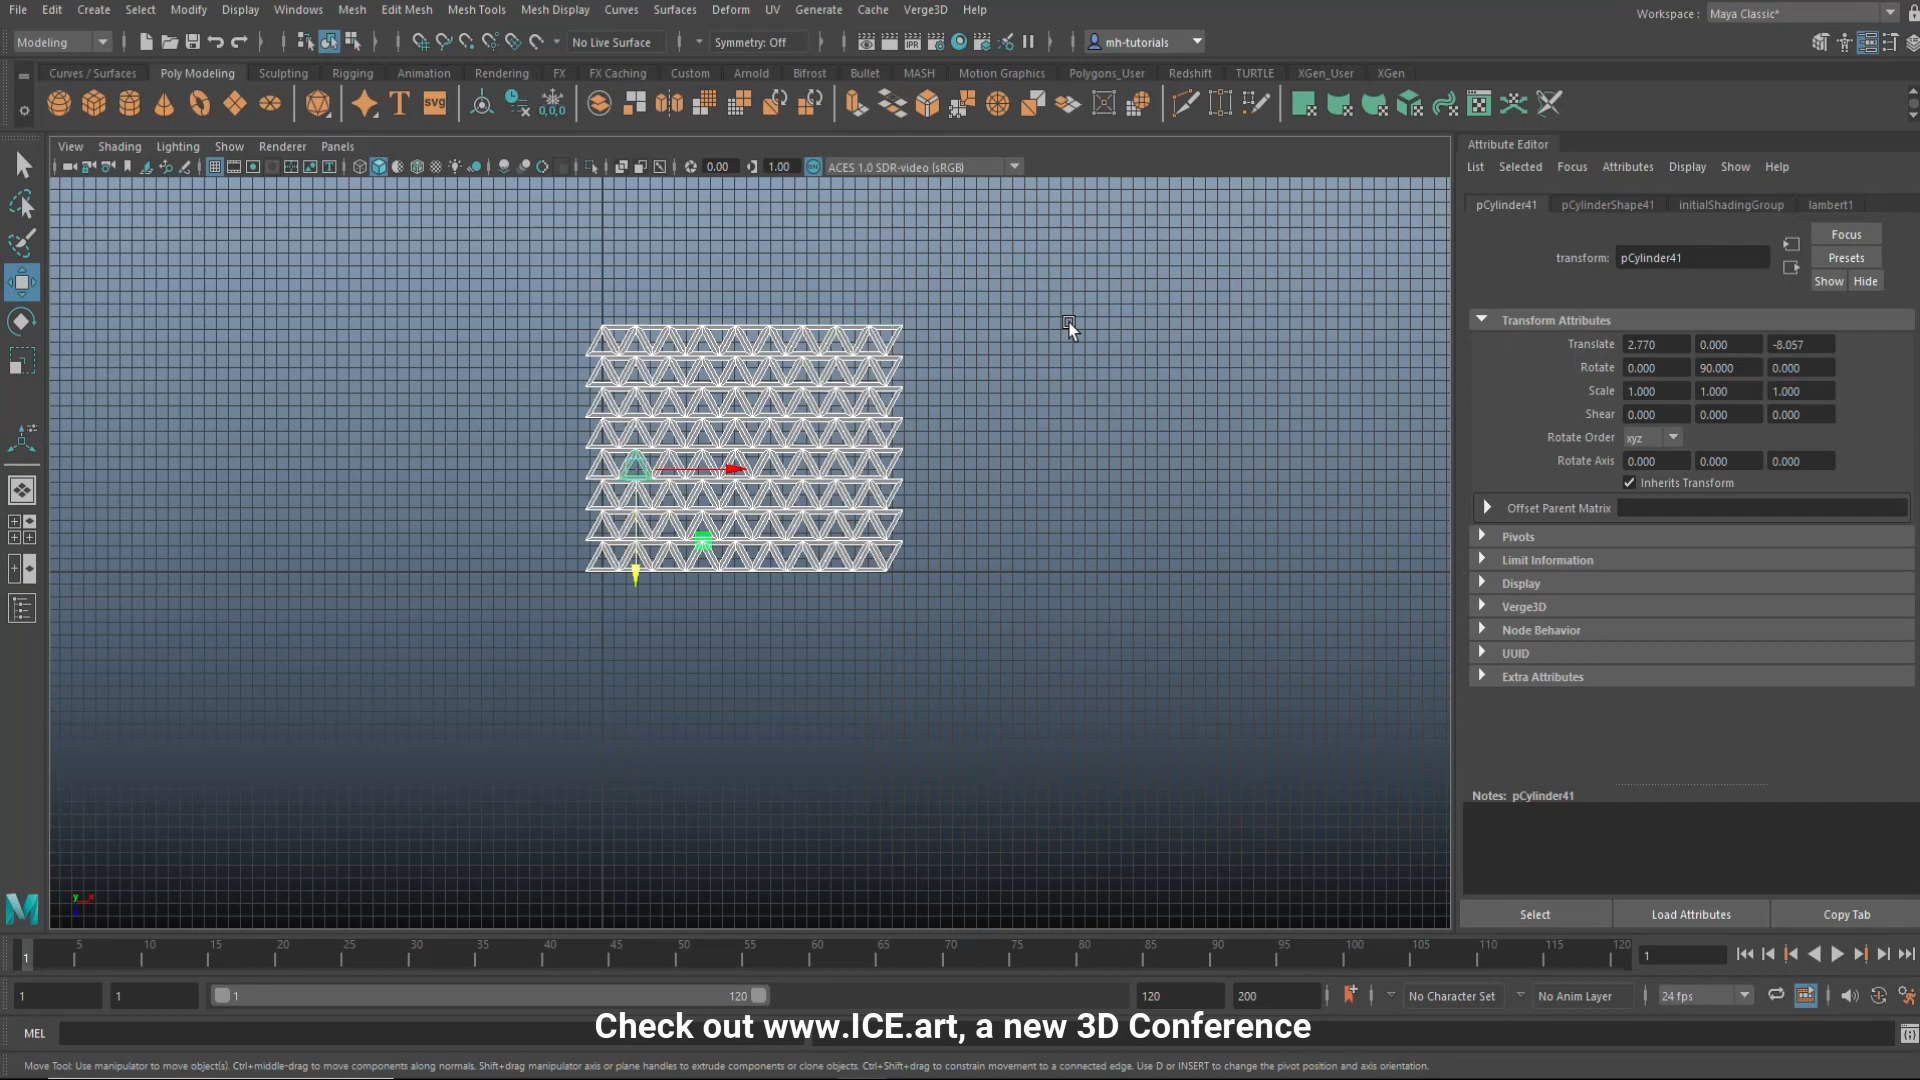 File Edit Create Select Modify Display Windows Mesh Edit Mesh Mesh Tools Mesh Display Curves Surfaces Deform UV Generate Cache Verge3D Help
Workspace : Maya Classic*
Modeling No Live Surface Symmetry: Off IPR mh-tutorials
Curves / Surfaces Poly Modeling Sculpting Rigging Animation Rendering FX FX Caching Custom Arnold Bifrost Bullet MASH Motion Graphics Polygons_User Redshift TURTLE XGen_User XGen
T SVG 0,0,0
View Shading Lighting Show Renderer Panels
0.00 1.00 ON ACES 1.0 SDR-video (sRGB)
Attribute Editor
List Selected Focus Attributes Display Show Help
pCylinder41 pCylinderShape41 initialShadingGroup lambert1
transform: pCylinder41
Focus
Presets
Show Hide
Transform Attributes
Translate 2.770 0.000 -8.057
Rotate 0.000 90.000 0.000
Scale 1.000 1.000 1.000
Shear 0.000 0.000 0.000
Rotate Order xyz
Rotate Axis 0.000 0.000 0.000
Inherits Transform
Offset Parent Matrix
Pivots
Limit Information
Display
Verge3D
Node Behavior
UUID
Extra Attributes
Notes: pCylinder41
Select Load Attributes Copy Tab
y x
M
5 10 15 20 25 30 35 40 45 50 55 60 65 70 75 80 85 90 95 100 105 110 115 120
1 1
1 1 1 120 120 200 No Character Set No Anim Layer 24 fps
MEL
Check out www.ICE.art, a new 3D Conference
Move Tool: Use manipulator to move object(s). Ctrl+middle-drag to move components along normals. Shift+drag manipulator axis or plane handles to extrude components or clone objects. Ctrl+Shift+drag to constrain movement to a connected edge. Use D or INSERT to change the pivot position and axis orientation.